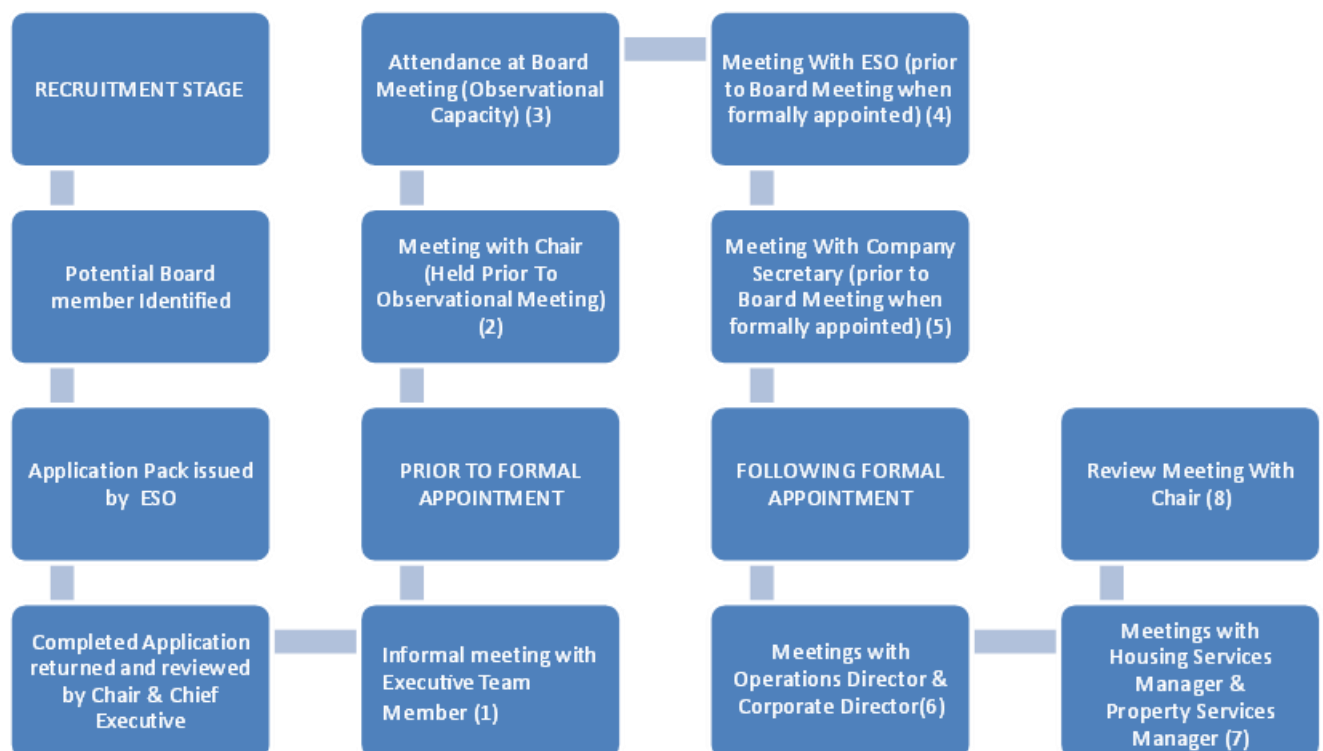 RECRUITMENT STAGE
Potential Board
member Identified
Application Pack issued
by ESO
Completed Application
returned and reviewed
by Chair & Chief
Executive
Informal meeting with
Executive Team
Member (1)
PRIOR TO FORMAL
APPOINTMENT
Meeting with Chair
(Held Prior To
Observational Meeting)
(2)
Attendance at Board
Meeting (Observational
Capacity) (3)
Meeting With ESO (prior
to Board Meeting when
formally appointed) (4)
Meeting With Company
Secretary (prior to
Board Meeting when
formally appointed) (5)
FOLLOWING FORMAL
APPOINTMENT
Meetings with
Operations Director &
Corporate Director(6)
Meetings with
Housing Services
Manager &
Property Services
Manager (7)
Review Meeting With
Chair (8)